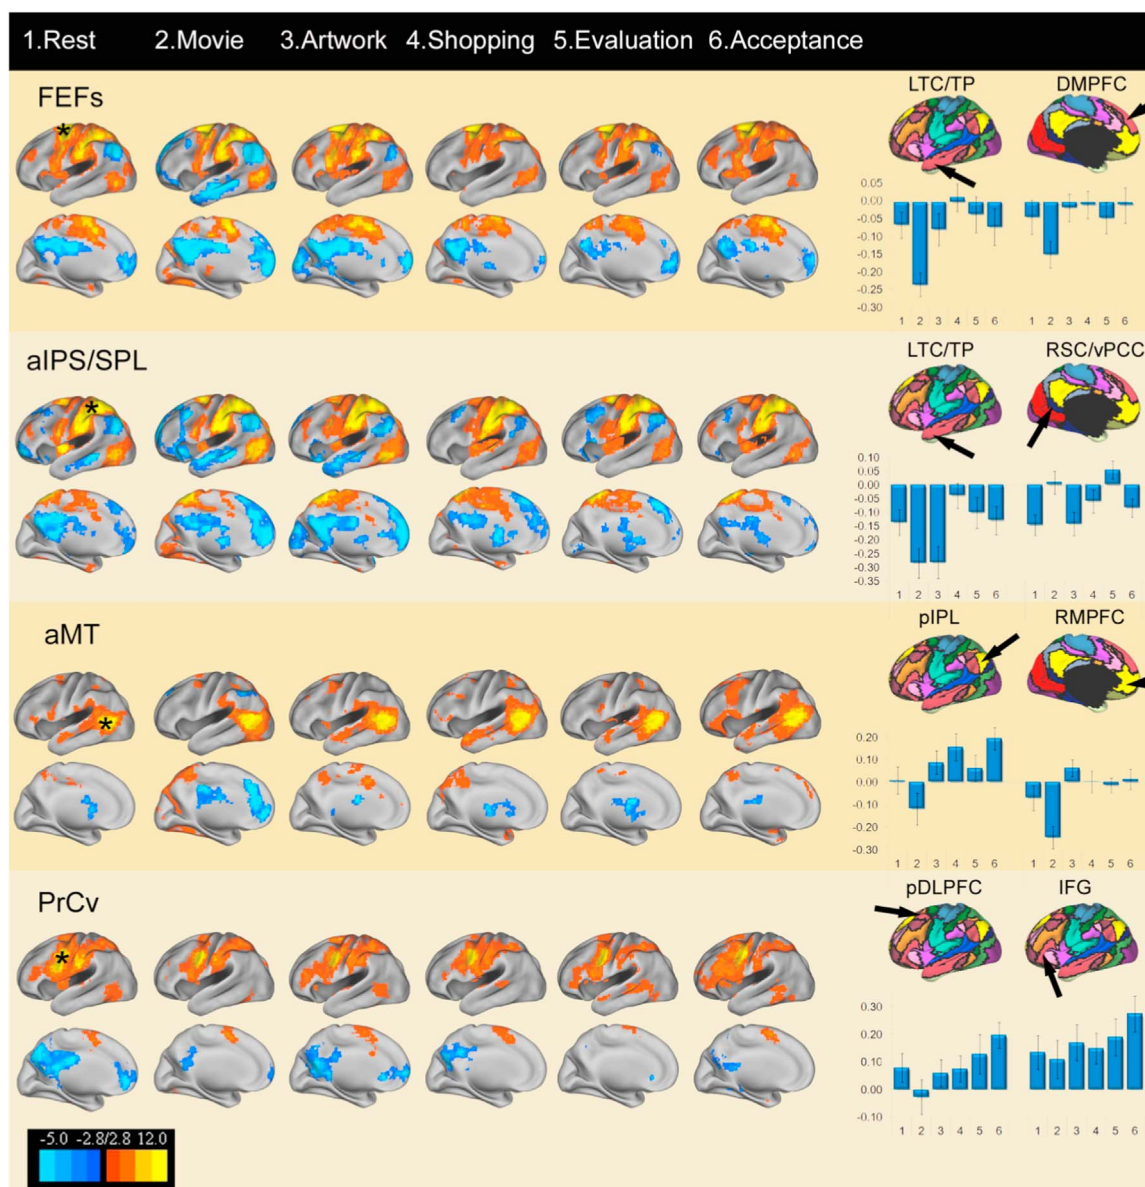 1.Rest 2.Movie 3.Artwork 4.Shopping 5.Evaluation 6.Acceptance
FEFs
*
LTC/TP DMPFC
0.05
0.00
-0.05
-0.10
-0.15
-0.20
-0.25
-0.30
1 2 3 4 5 6 1 2 3 4 5 6
aIPS/SPL
*
LTC/TP RSC/vPCC
0.10
0.05
0.00
-0.05
-0.10
-0.15
-0.20
-0.25
-0.30
-0.35
1 2 3 4 5 6 1 2 3 4 5 6
aMT
*
pIPL RMPFC
0.20
0.10
0.00
-0.10
-0.20
-0.30
1 2 3 4 5 6 1 2 3 4 5 6
PrCv
*
pDLPFC IFG
0.30
0.20
0.10
0.00
-0.10
1 2 3 4 5 6 1 2 3 4 5 6
-5.0 -2.8/2.8 12.0